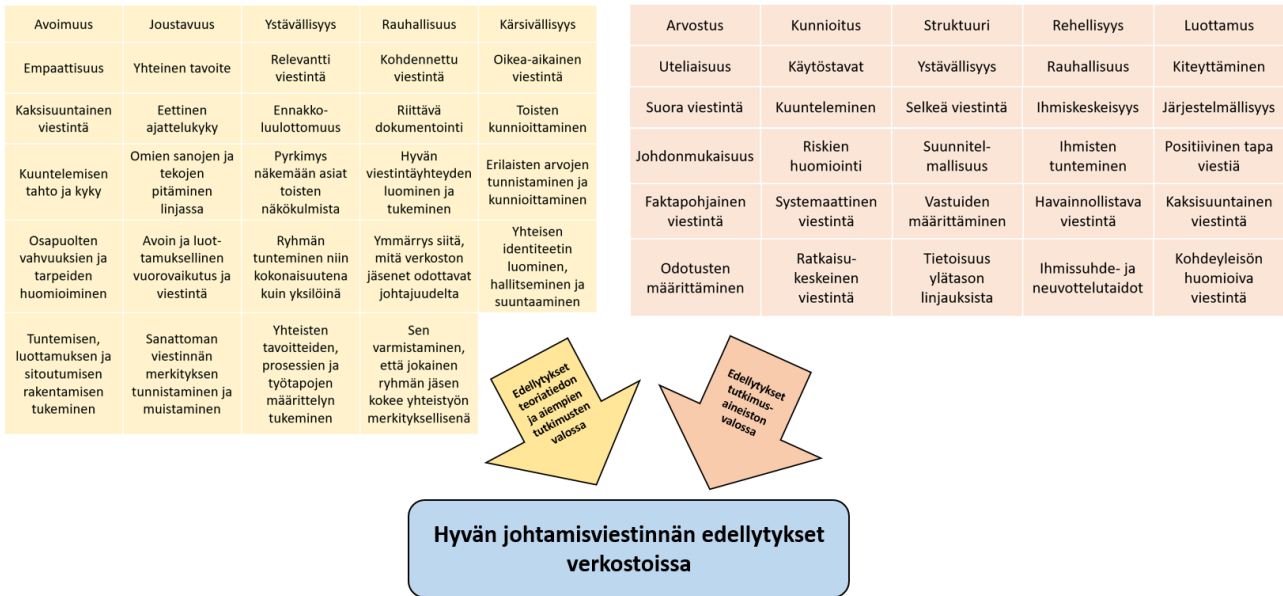 Avoimuus
Joustavuus
Ystävällisyys
Rauhallisuus
Kärsivällisyys
Empaattisuus
Yhteinen tavoite
Relevantti
viestintä
Kohdennettu
viestintä
Oikea-aikainen
viestintä
Kaksisuuntainen
viestintä
Eettinen
ajattelukyky
Ennakko-
luulottomuus
Riittävä
dokumentointi
Toisten
kunnioittaminen
Kuuntelemisen
tahto ja kyky
Omien sanojen ja
tekojen
pitäminen
linjassa
Pyrkimys
näkemään asiat
toisten
näkökulmista
Hyvän
viestintäyhteyden
luominen ja
tukeminen
Erilaisten arvojen
tunnistaminen ja
kunnioittaminen
Osapuolten
vahvuuksien ja
tarpeiden
huomioiminen
Avoin ja luot-
tamuksellinen
vuorovaikutus ja
viestintä
Ryhmän
tunteminen niin
kokonaisuutena
kuin yksilöinä
Ymmärrys siitä,
mitä verkoston
jäsenet odottavat
johtajuudelta
Yhteisen
identiteetin
luominen,
hallitseminen ja
suuntaaminen
Tuntemisen,
luottamuksen ja
sitoutumisen
rakentamisen
tukeminen
Sanattoman
viestinnän
merkityksen
tunnistaminen ja
muistaminen
Yhteisten
tavoitteiden,
prosessien ja
työtapojen
määrittelyn
tukeminen
Sen
varmistaminen,
että jokainen
ryhmän jäsen
kokee yhteistyön
merkityksellisenä
Arvostus
Kunnioitus
Struktuuri
Rehellisyys
Luottamus
Uteliaisuus
Käytöstavat
Ystävällisyys
Rauhallisuus
Kiteyttäminen
Suora viestintä
Kuunteleminen
Selkeä viestintä
Ihmiskeskeisyys
Järjestelmällisyys
Johdonmukaisuus
Riskien
huomiointi
Suunnitel-
mallisuus
Ihmisten
tunteminen
Positiivinen tapa
viestiä
Faktapohjainen
viestintä
Systemaattinen
viestintä
Vastuiden
määrittäminen
Havainnollistava
viestintä
Kaksisuuntainen
viestintä
Odotusten
määrittäminen
Ratkaisu-
keskeinen
viestintä
Tietoisuus
ylätason
linjauksista
Ihmissuhde- ja
neuvottelutaidot
Kohdeyleisön
huomioiva
viestintä
Edellytykset
teoriatiedon
ja aiempien
tutkimusten
valossa
Edellytykset
tutkimus-
aineiston
valossa
Hyvän johtamisviestinnän edellytykset
verkostoissa